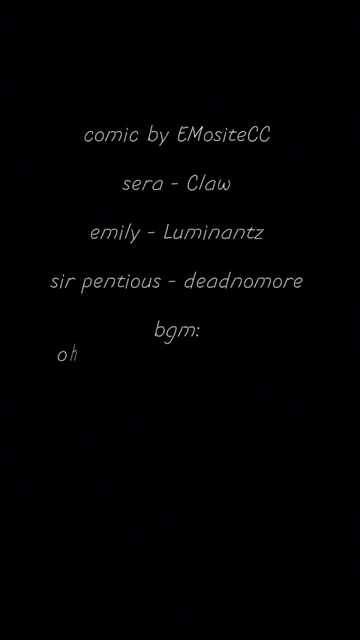 comic by EMositeCC
sera - Claw
emily - Luminantz
sir pentious - deadnomore
bgm:
oh